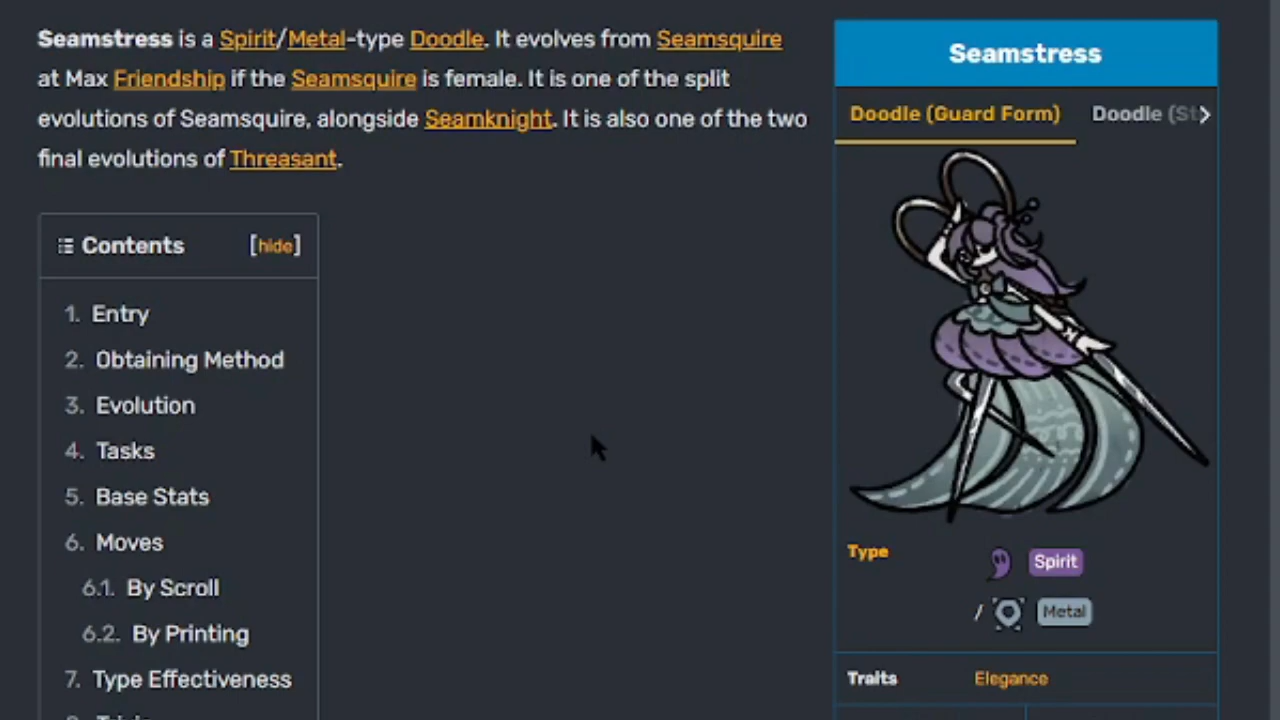 Seamstress is a Spirit/Metal-type Doodle. It evolves from Seamsquire
at Max Friendship if the Seamsquire is female. It is one of the split
evolutions of Seamsquire, alongside Seamknight. It is also one of the two
final evolutions of Threasant.
Contents [hide]
1. Entry
2. Obtaining Method
3. Evolution
4. Tasks
5. Base Stats
6. Moves
6.1. By Scroll
6.2. By Printing
7. Type Effectiveness
Seamstress
Doodle (Guard Form) Doodle
Type Spirit
/ Metal
Traits Elegance